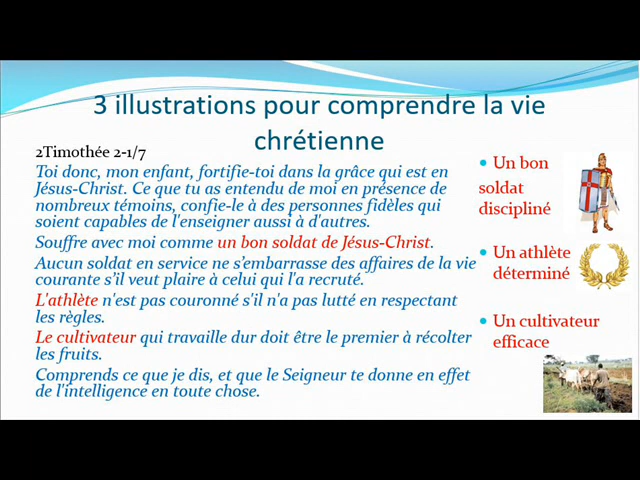 3 illustrations pour comprendre la vie
chrétienne
2Timothée 2-1/7
Toi donc, mon enfant, fortifie-toi dans la grâce qui est en
Jésus-Christ. Ce que tu as entendu de moi en présence de
nombreux témoins, confie-le à des personnes fidèles qui
soient capables de l'enseigner aussi à d'autres.
Souffre avec moi comme un bon soldat de Jésus-Christ.
Aucun soldat en service ne s’embarrasse des affaires de la vie
courante s’il veut plaire à celui qui l'a recruté.
L'athlète n'est pas couronné s'il n'a pas lutté en respectant
les règles.
Le cultivateur qui travaille dur doit être le premier à récolter
les fruits.
Comprends ce que je dis, et que le Seigneur te donne en effet
de l'intelligence en toute chose.
• Un bon
soldat
discipliné
• Un athlète
déterminé
• Un cultivateur
efficace